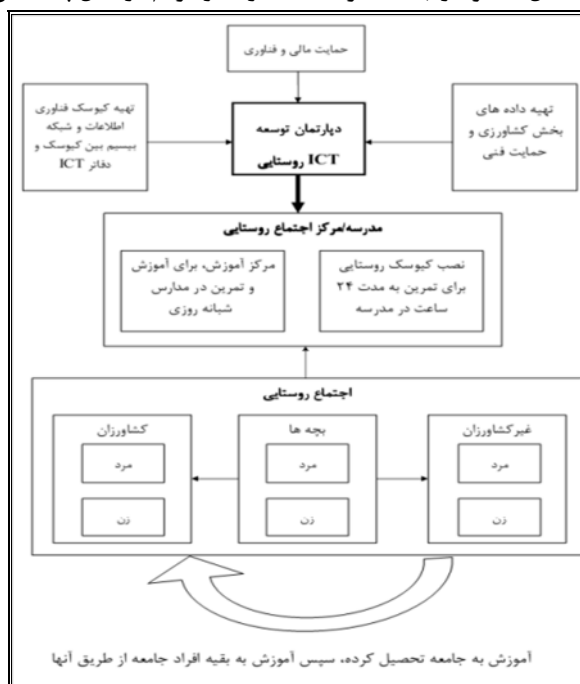 حمایت مالی و فناوری
تهیه کیوسک فناوری
اطلاعات و شبکه
بیسیم بین کیوسک و
دفاتر ICT
دپارتمان توسعه
ICT روستایی
تهیه داده های
بخش کشاورزی و
حمایت فنی
مدرسه/مرکز اجتماع روستایی
نصب کیوسک روستایی
برای تمرین به مدت ۲۴
ساعت در مدرسه
مرکز آموزش، برای آموزش
و تمرین در مدارس
شبانه روزی
اجتماع روستایی
غیرکشاورزان
مرد
زن
بچه ها
مرد
زن
کشاورزان
مرد
زن
آموزش به جامعه تحصیل کرده، سپس آموزش به بقیه افراد جامعه از طریق آنها